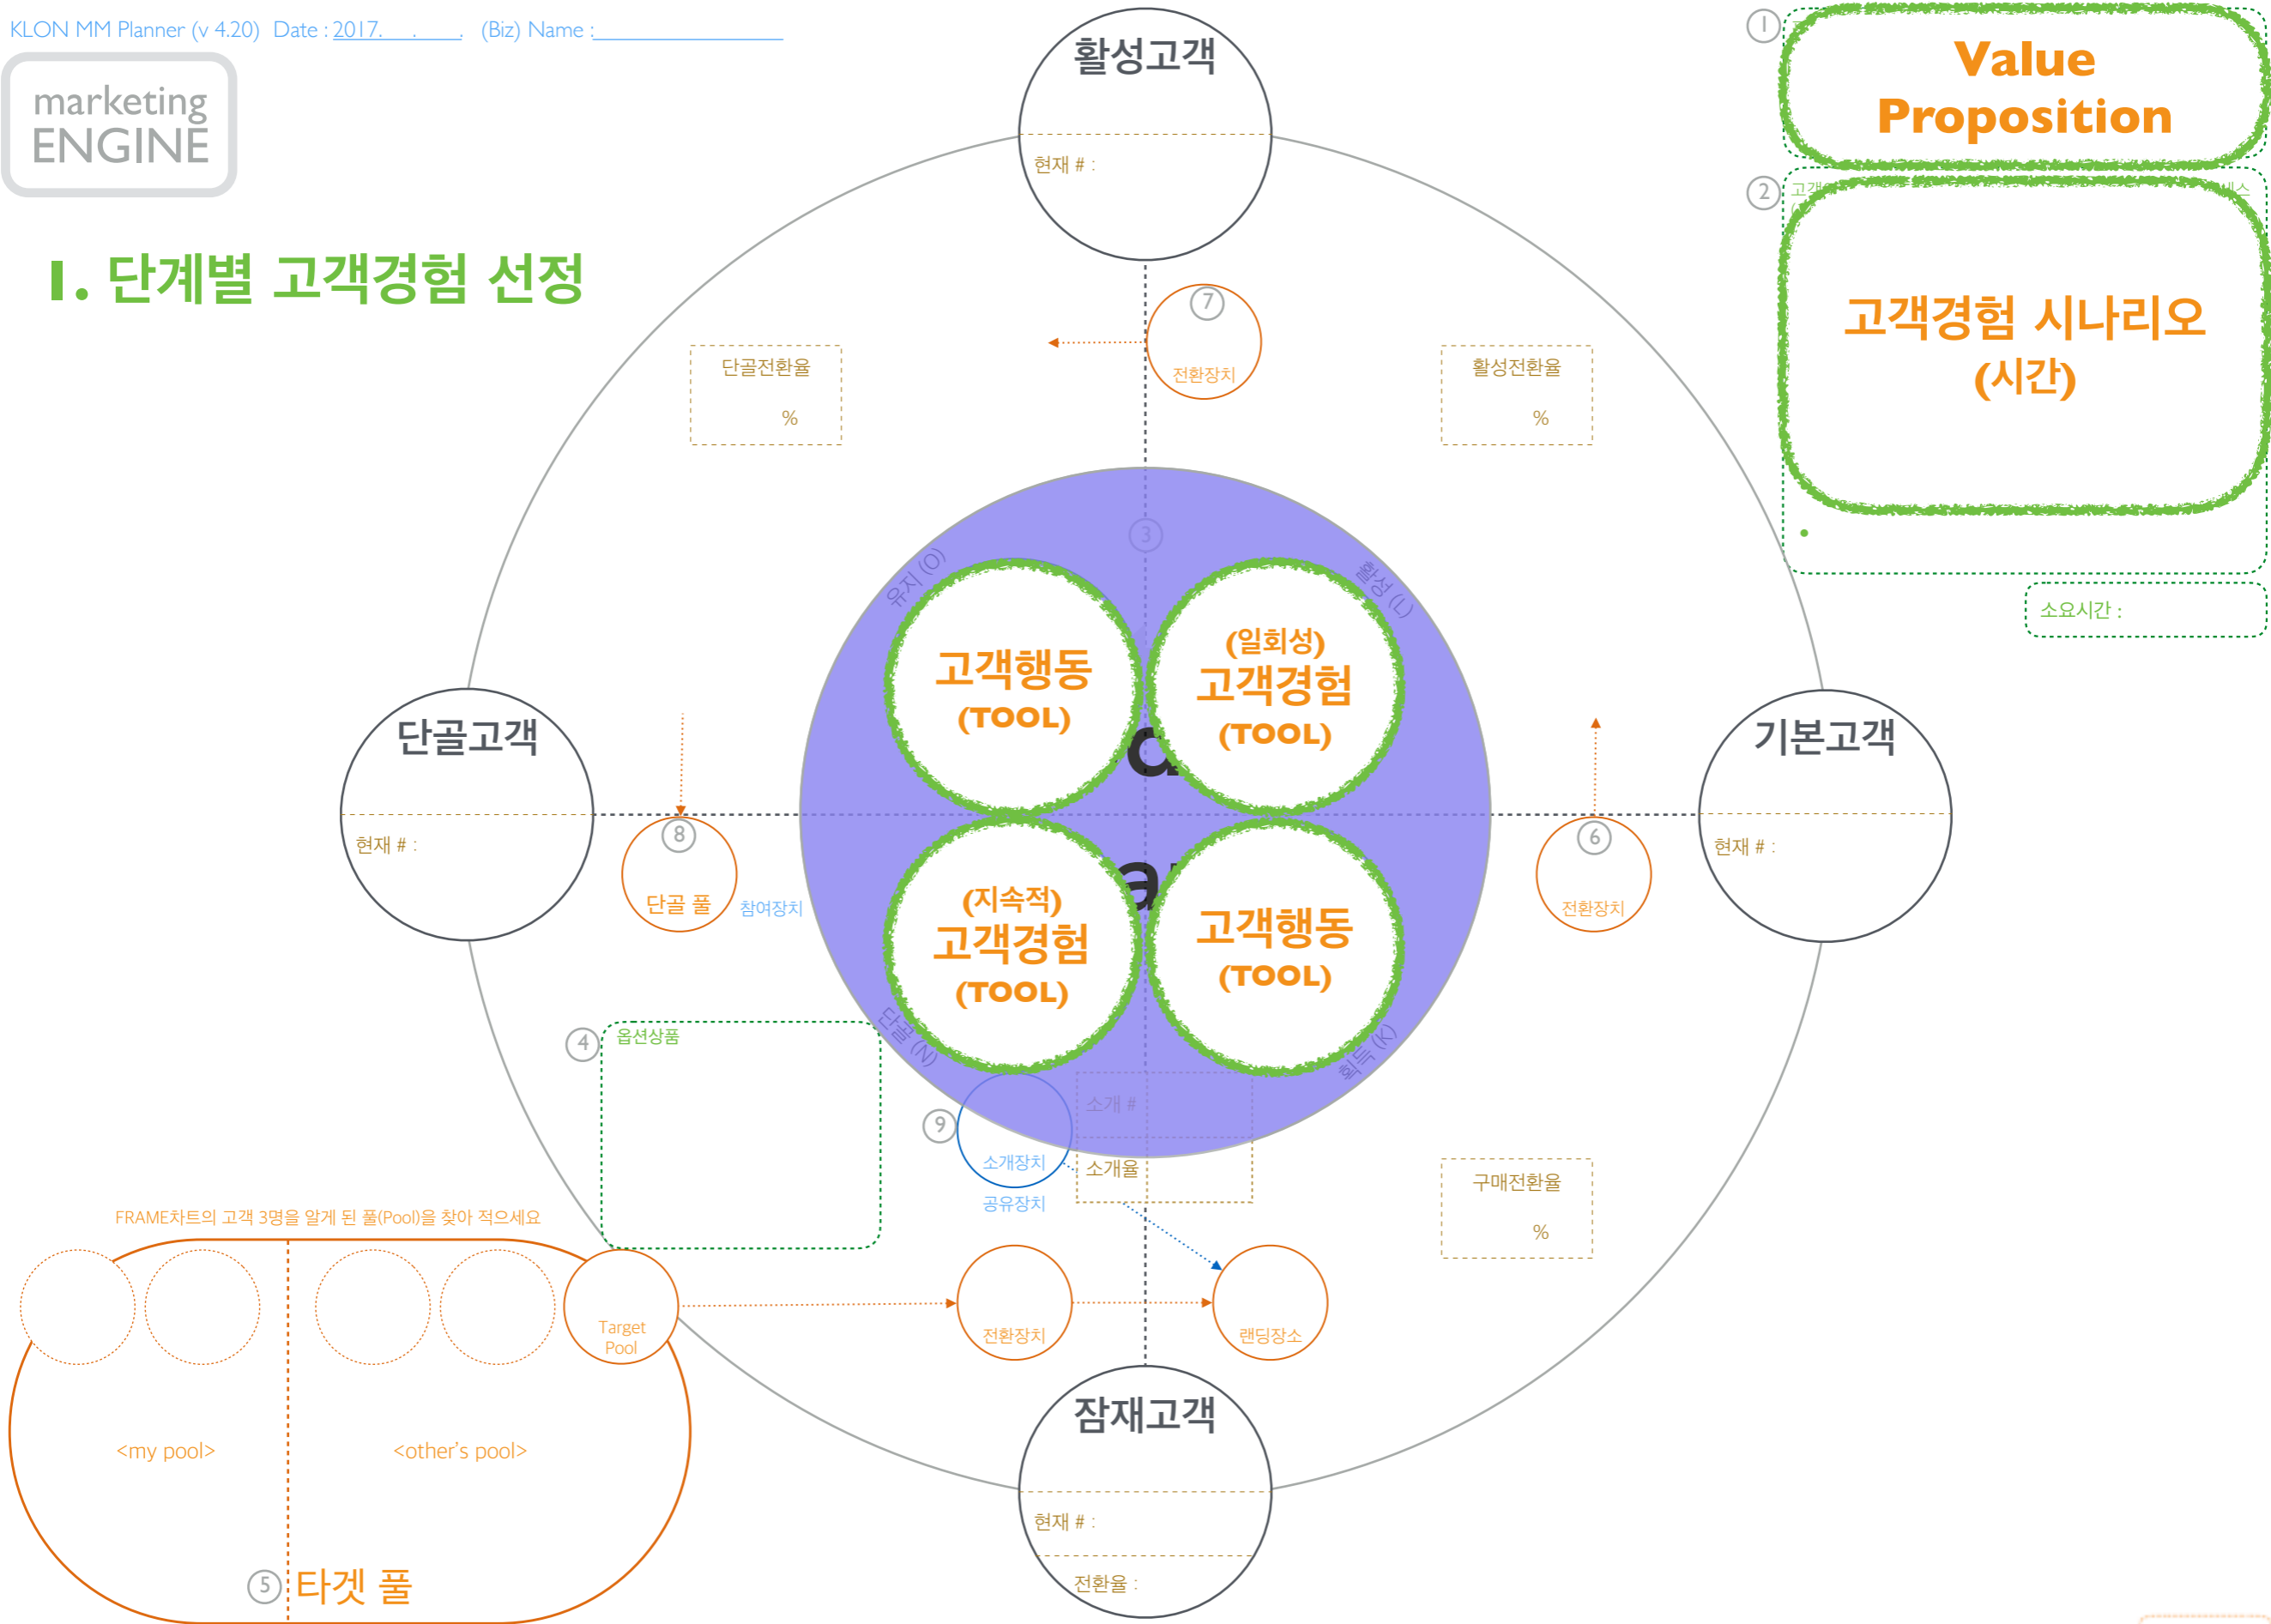 KLON MM Planner (v 4.20) Date : 2017. . . (Biz) Name :
marketing
ENGINE
1. 단계별 고객경험 선정
활성고객
현재 # :
1
Value
Proposition
2
고객경험 시나리오
(시간)
소요시간 :
7
전환장치
단골전환율
%
활성전환율
%
3
유지 (O)
활성 (L)
고객행동
(TOOL)
(일회성)
고객경험
(TOOL)
단골고객
현재 # :
기본고객
현재 # :
8
단골 풀
참여장치
6
전환장치
(지속적)
고객경험
(TOOL)
고객행동
(TOOL)
단골 (N)
획득 (K)
4
옵션상품
9
소개장치
공유장치
소개 #
소개율
구매전환율
%
FRAME차트의 고객 3명을 알게 된 풀(Pool)을 찾아 적으세요
Target
Pool
전환장치
랜딩장소
<my pool>
<other's pool>
5 타겟 풀
잠재고객
현재 # :
전환율 :